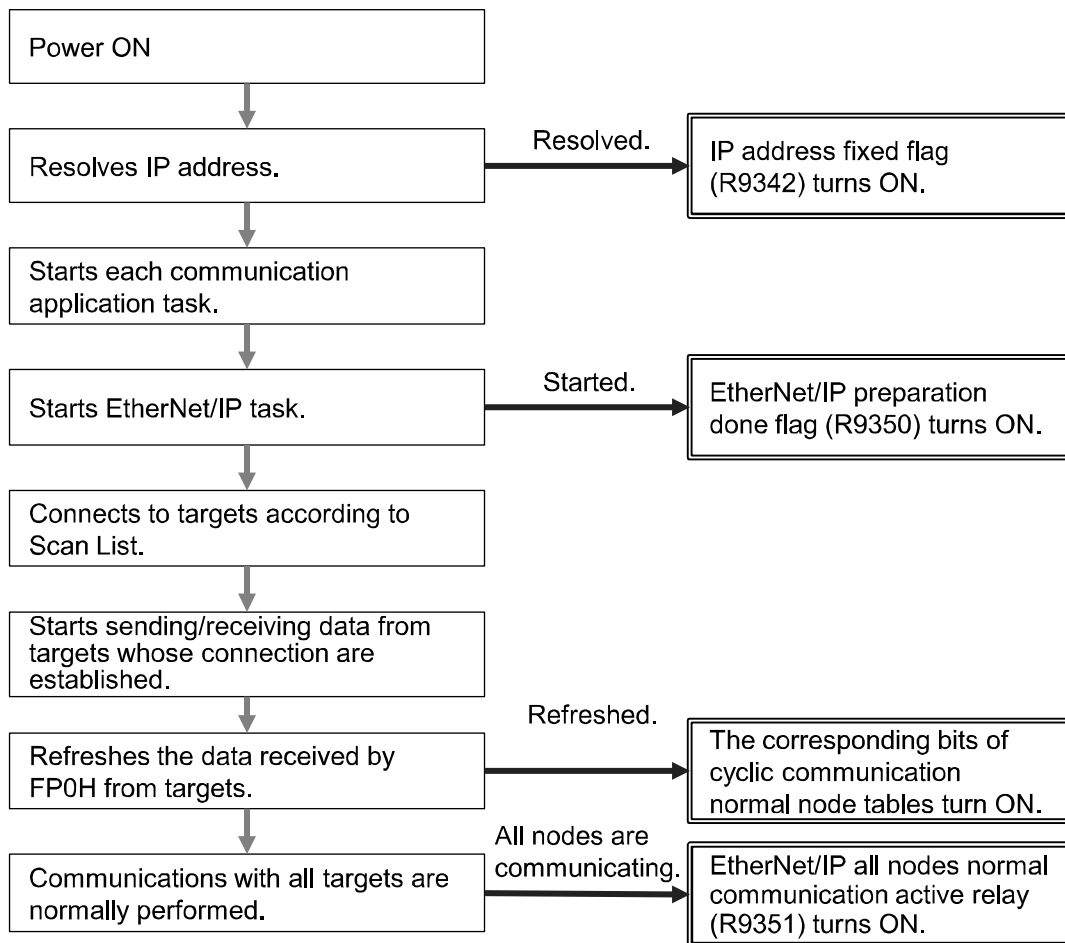 Power ON
Resolves IP address.
Resolved.
IP address fixed flag
(R9342) turns ON.
Starts each communication
application task.
Starts EtherNet/IP task.
Started.
EtherNet/IP preparation
done flag (R9350) turns ON.
Connects to targets according to
Scan List.
Starts sending/receiving data from
targets whose connection are
established.
Refreshes the data received by
FP0H from targets.
Refreshed.
The corresponding bits of
cyclic communication
normal node tables turn ON.
Communications with all targets are
normally performed.
All nodes are
communicating.
EtherNet/IP all nodes normal
communication active relay
(R9351) turns ON.